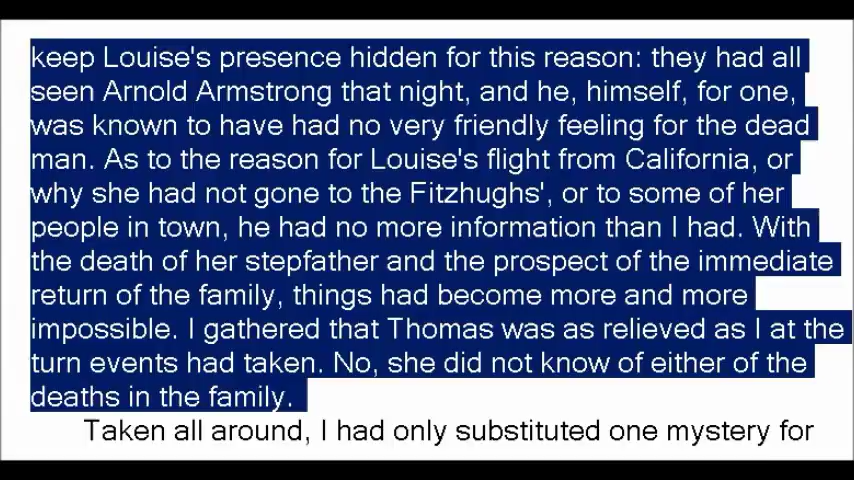 keep Louise's presence hidden for this reason: they had all
seen Arnold Armstrong that night, and he, himself, for one,
was known to have had no very friendly feeling for the dead
man. As to the reason for Louise's flight from California, or
why she had not gone to the Fitzhughs', or to some of her
people in town, he had no more information than I had. With
the death of her stepfather and the prospect of the immediate
return of the family, things had become more and more
impossible. I gathered that Thomas was as relieved as I at the
turn events had taken. No, she did not know of either of the
deaths in the family.
Taken all around, I had only substituted one mystery for